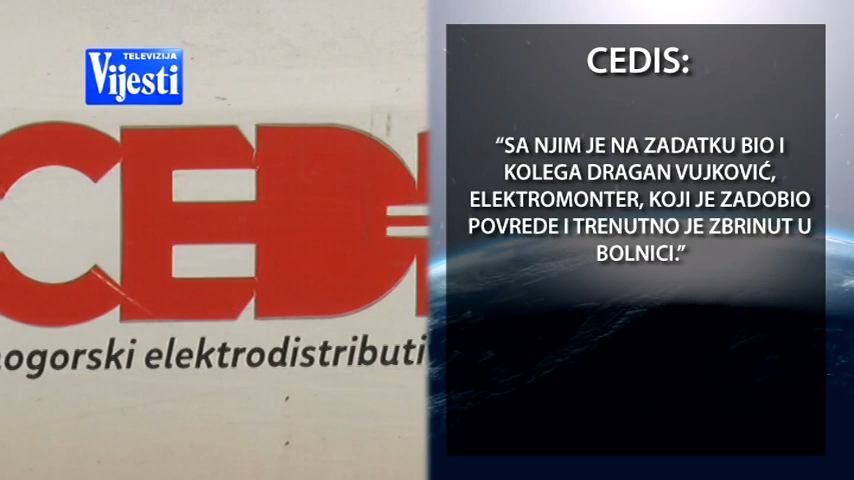 TELEVIZIJA
Vijesti
CED
nogorski elektrodistributi
CEDIS:
“SA NJIM JE NA ZADATKU BIO I
KOLEGA DRAGAN VUJKOVIĆ,
ELEKTROMONTER, KOJI JE ZADOBIO
POVREDE I TRENUTNO JE ZBRINUT U
BOLNICI.”